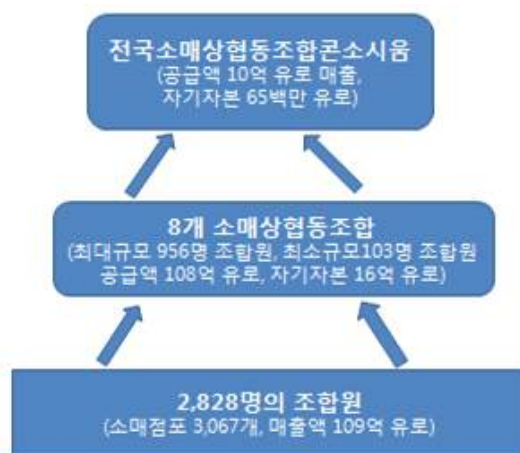 전국소매상협동조합콘소시움
(공급액 10억 유로 매출,
자기자본 65백만 유로)
8개 소매상협동조합
(최대규모 956명 조합원, 최소규모103명 조합원
공급액 108억 유로, 자기자본 16억 유로)
2,828명의 조합원
(소매점포 3,067개, 매출액 109억 유로)